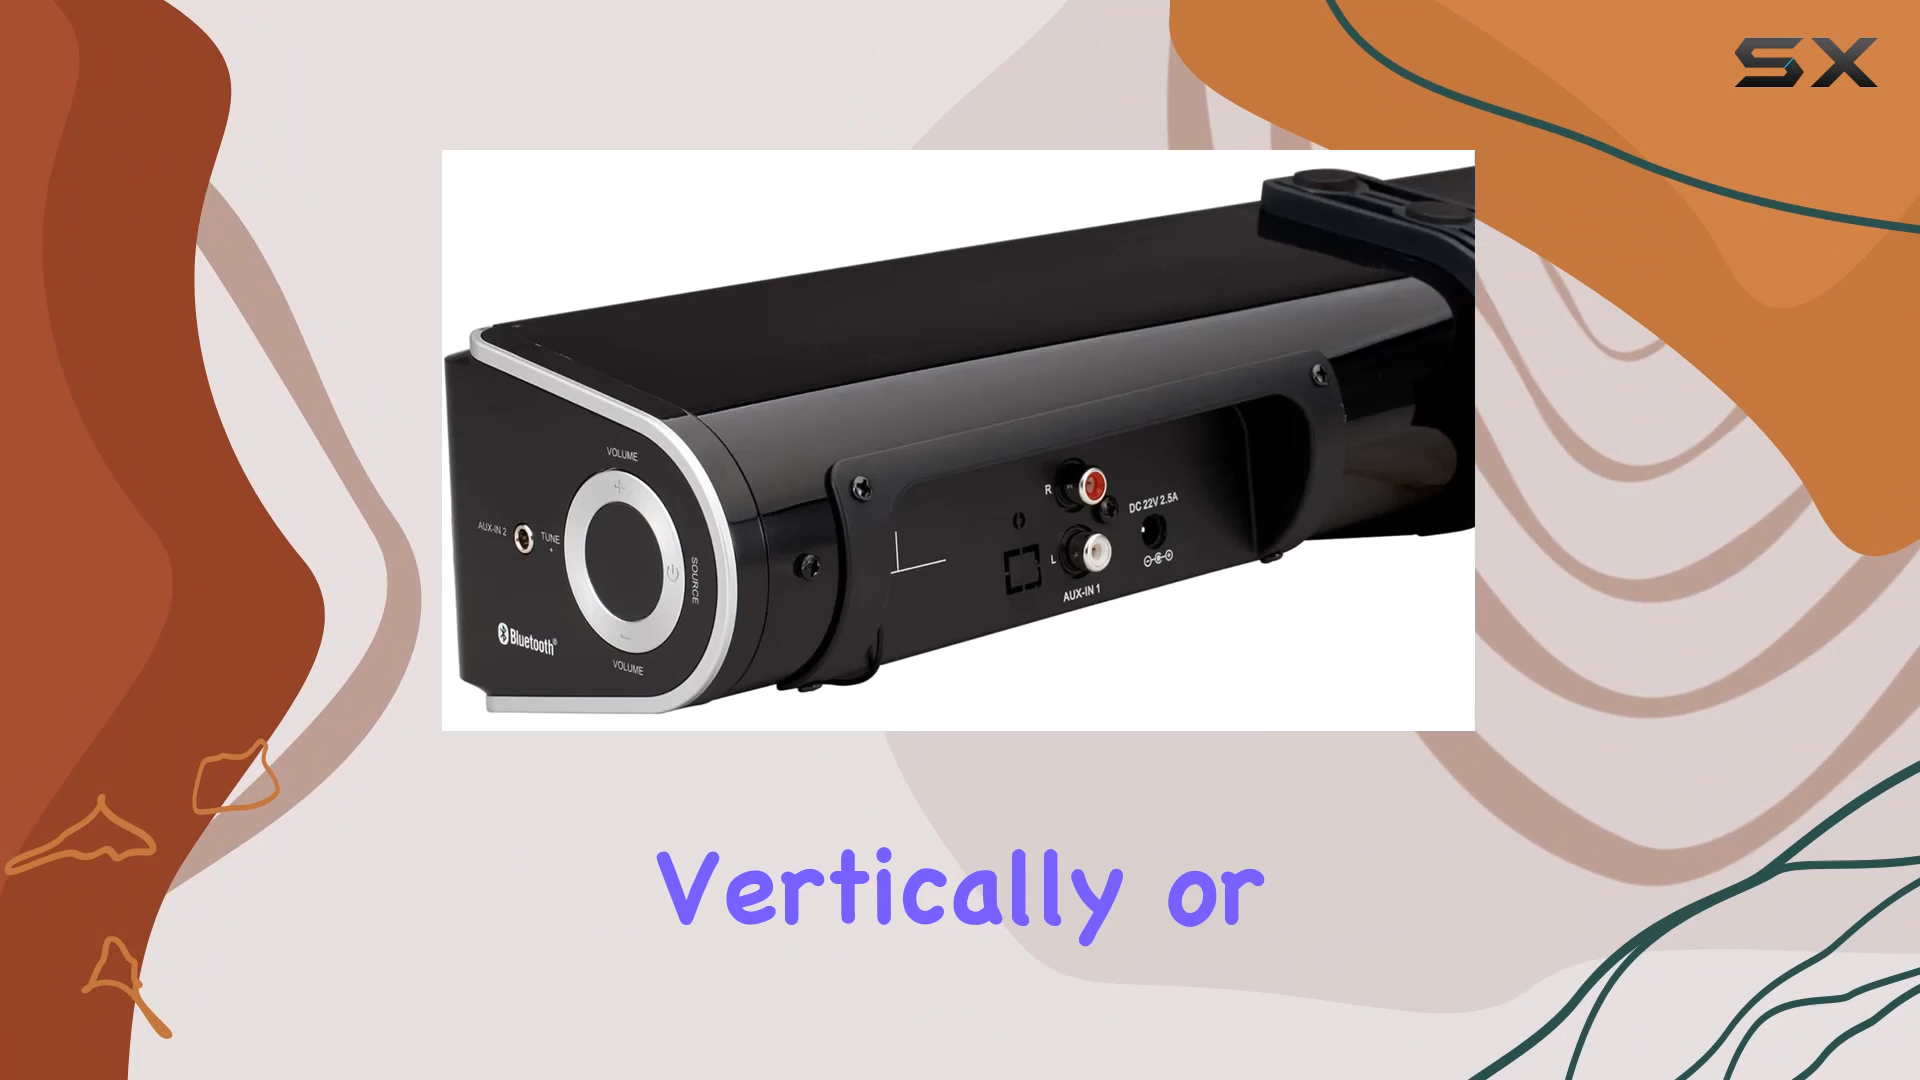 SX
VOLUME
AUX-IN 2
TUNE
+
SOURCE
Bluetooth®
VOLUME
R
L
AUX-IN 1
DC 22V 2.5A
Vertically or